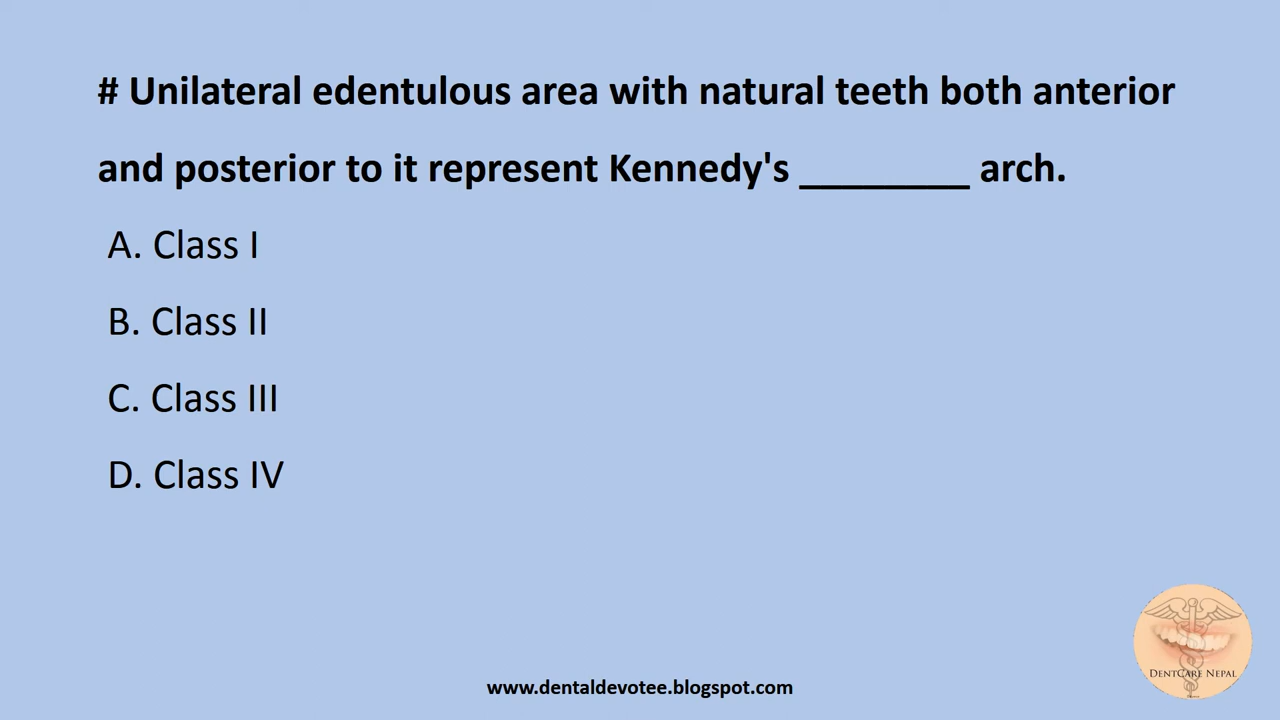 # Unilateral edentulous area with natural teeth both anterior
and posterior to it represent Kennedy's ________ arch.
A. Class I
B. Class II
C. Class III
D. Class IV
DENTCARE NEPAL
www.dentaldevotee.blogspot.com